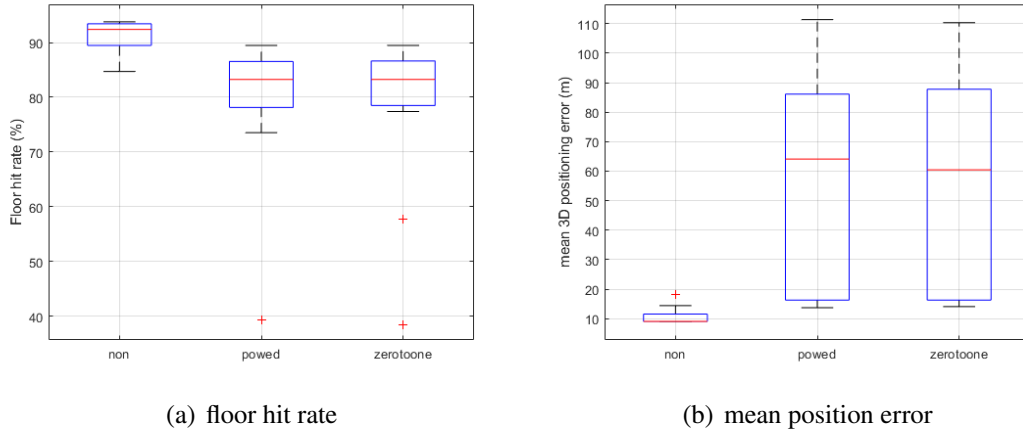 Floor hit rate (%)
90
80
70
60
50
40
non powed zerotoone
(a) floor hit rate
mean 3D positioning error (m)
110
100
90
80
70
60
50
40
30
20
10
non powed zerotoone
(b) mean position error